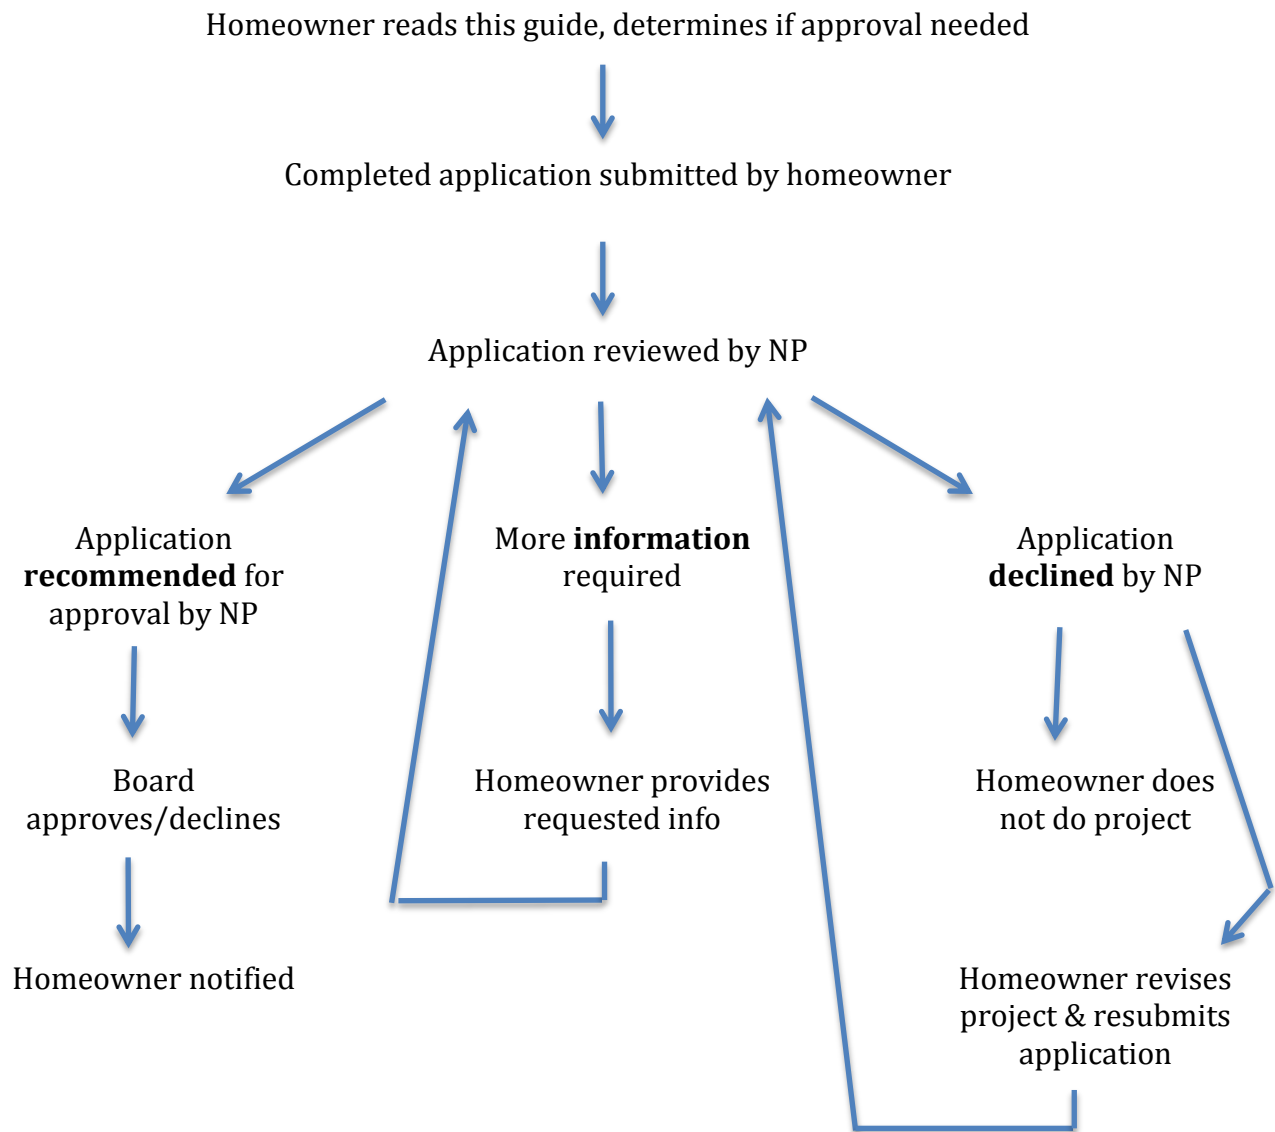 Homeowner reads this guide, determines if approval needed
Completed application submitted by homeowner
Application reviewed by NP
Application
recommended for
approval by NP
More information
required
Application
declined by NP
Board
approves/declines
Homeowner provides
requested info
Homeowner does
not do project
Homeowner notified
Homeowner revises
project & resubmits
application